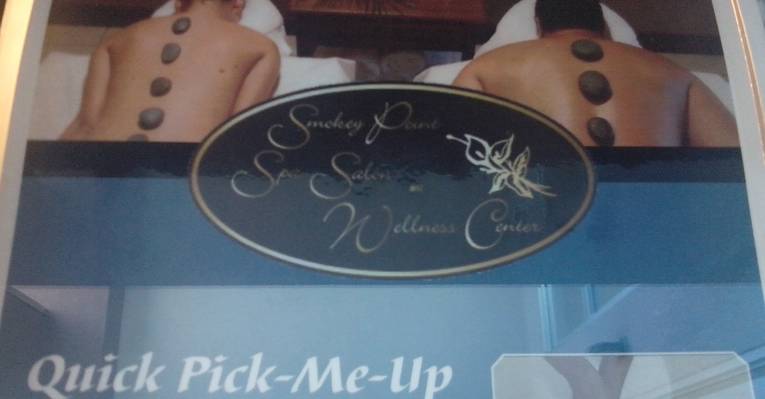 Smokey Point
Spa Salon
Wellness Center
Quick Pick-Me-Up